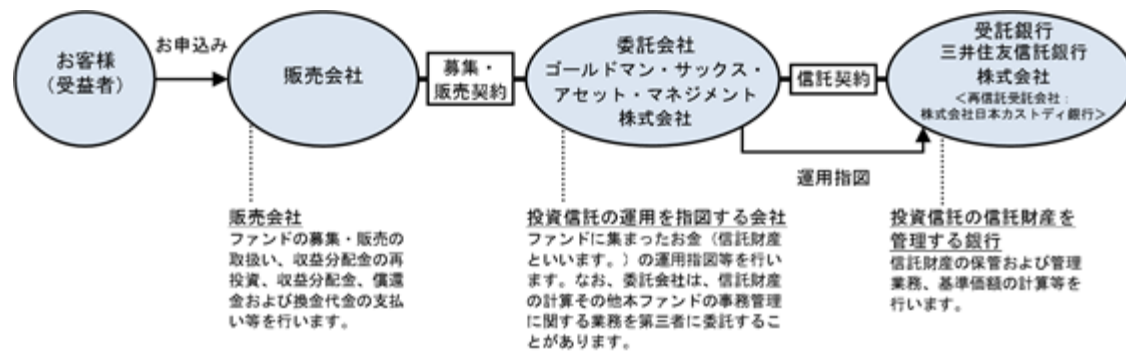 お客様
（受益者）
お申込み
販売会社
募集・
販売契約
委託会社
ゴールドマン・サックス・
アセット・マネジメント
株式会社
信託契約
受託銀行
三井住友信託銀行
株式会社
＜再信託受託会社：
株式会社日本カストディ銀行＞
運用指図
販売会社
ファンドの募集・販売の
取扱い、収益分配金の再
投資、収益分配金、償還
金および換金代金の支払
い等を行います。
投資信託の運用を指図する会社
ファンドに集まったお金（信託財産
といいます。）の運用指図等を行い
ます。なお、委託会社は、信託財産
の計算その他本ファンドの事務管理
に関する業務を第三者に委託するこ
とがあります。
投資信託の信託財産を
管理する銀行
信託財産の保管および管理
業務、基準価額の計算等を
行います。